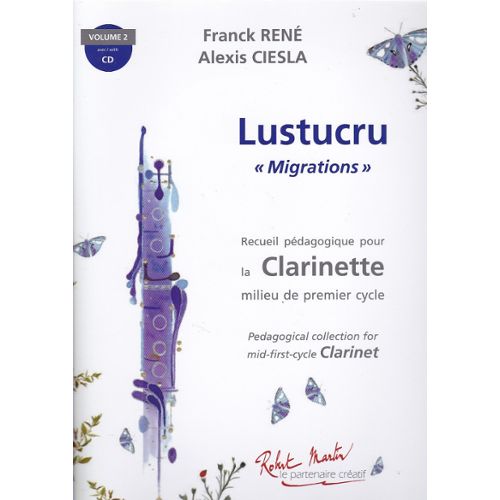 VOLUME 2
avec / with
CD
Franck RENÉ
Alexis CIESLA
Lustucru
« Migrations »
Recueil pédagogique pour
la Clarinette
milieu de premier cycle
Pedagogical collection for
mid-first-cycle Clarinet
Robert Martin
le partenaire créatif